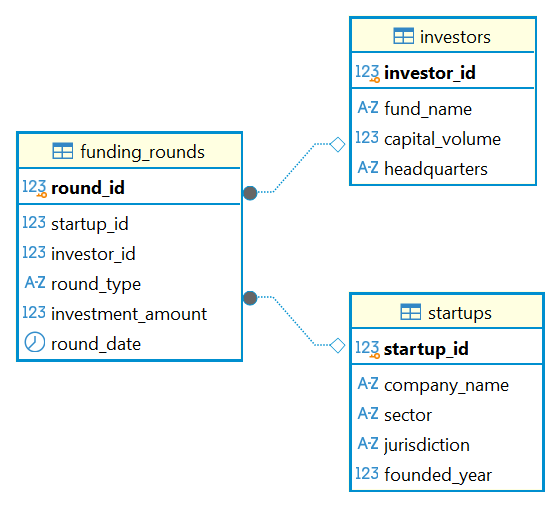 investors
123 investor_id
A-Z fund_name
123 capital_volume
A-Z headquarters
funding_rounds
123 round_id
123 startup_id
123 investor_id
A-Z round_type
123 investment_amount
round_date
startups
123 startup_id
A-Z company_name
A-Z sector
A-Z jurisdiction
123 founded_year